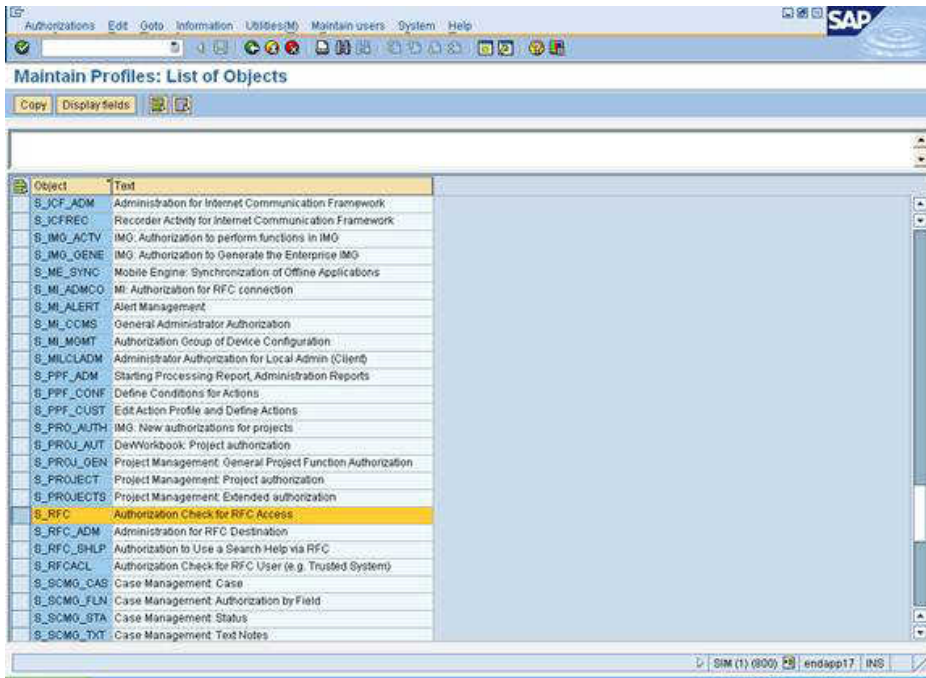 Authorizations Edit Goto Information Utilities(M) Maintain users System Help
SAP
Maintain Profiles: List of Objects
Copy Display fields
Object Text
S_ICF_ADM Administration for Internet Communication Framework
S_ICFREC Recorder Activity for Internet Communication Framework
S_IMG_ACTV IMG: Authorization to perform functions in IMG
S_IMG_GENE IMG: Authorization to Generate the Enterprise IMG
S_ME_SYNC Mobile Engine: Synchronization of Offline Applications
S_MI_ADMCO MI: Authorization for RFC connection
S_MI_ALERT Alert Management
S_MI_CCMS General Administrator Authorization
S_MI_MGMT Authorization Group of Device Configuration
S_MILCLADM Administrator Authorization for Local Admin (Client)
S_PPF_ADM Starting Processing Report, Administration Reports
S_PPF_CONF Define Conditions for Actions
S_PPF_CUST Edit Action Profile and Define Actions
S_PRO_AUTH IMG: New authorizations for projects
S_PROJ_AUT DevWorkbook: Project authorization
S_PROJ_GEN Project Management: General Project Function Authorization
S_PROJECT Project Management: Project authorization
S_PROJECTS Project Management: Extended authorization
S_RFC Authorization Check for RFC Access
S_RFC_ADM Administration for RFC Destination
S_RFC_SHLP Authorization to Use a Search Help via RFC
S_RFCACL Authorization Check for RFC User (e.g. Trusted System)
S_SCMG_CAS Case Management: Case
S_SCMG_FLN Case Management: Authorization by Field
S_SCMG_STA Case Management: Status
S_SCMG_TXT Case Management: Text Notes
SIM (1) (800) endapp17 INS